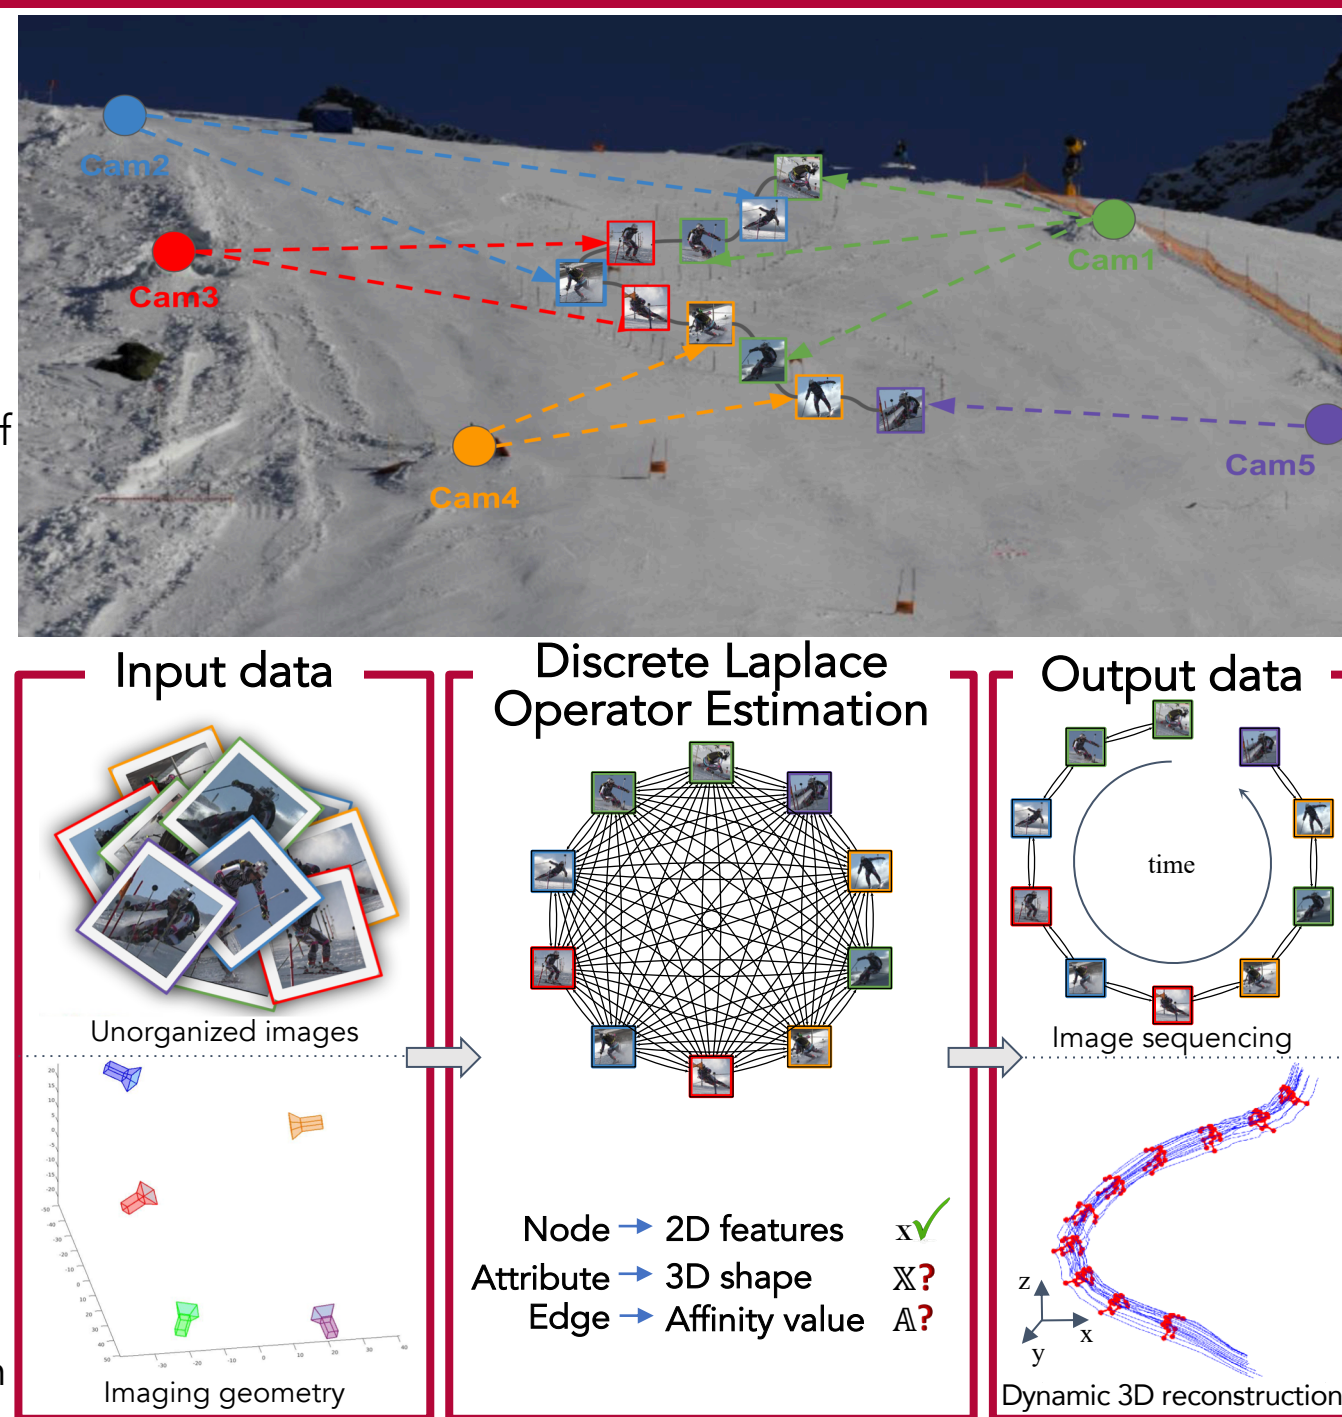 Cam2
Cam1
Cam3
f
Cam5
Cam4
Input data
Discrete Laplace
Operator Estimation
Output data
time
Unorganized images
Image sequencing
Node → 2D features x
Attribute → 3D shape 𝕏?
Edge → Affinity value 𝔸?
z
x
y
n
Imaging geometry
Dynamic 3D reconstruction